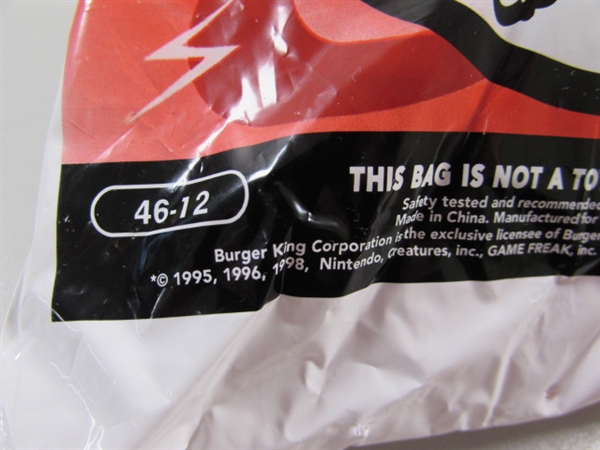 46-12
THIS BAG IS NOT A TO
Safety tested and recommended
Made in China. Manufactured for
Burger King Corporation is the exclusive licensee of Burger
*© 1995, 1996, 1998, Nintendo, Creatures, inc., GAME FREAK, inc.